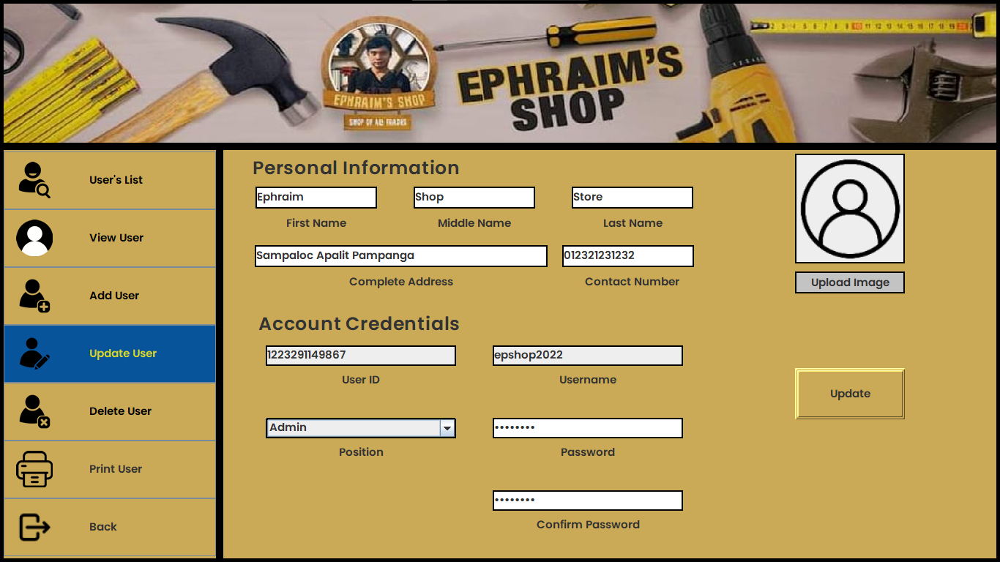 EPHRAIM'S SHOP
SHOP OF ALL TRADES
EPHRAIM'S
SHOP
User's List
View User
Add User
Update User
Delete User
Print User
Back
Personal Information
Ephraim Shop Store
First Name Middle Name Last Name
Sampaloc Apalit Pampanga 012321231232
Complete Address Contact Number
Upload Image
Account Credentials
1223291149867 epshop2022
User ID Username
Update
Admin ••••••••
Position Password
••••••••
Confirm Password